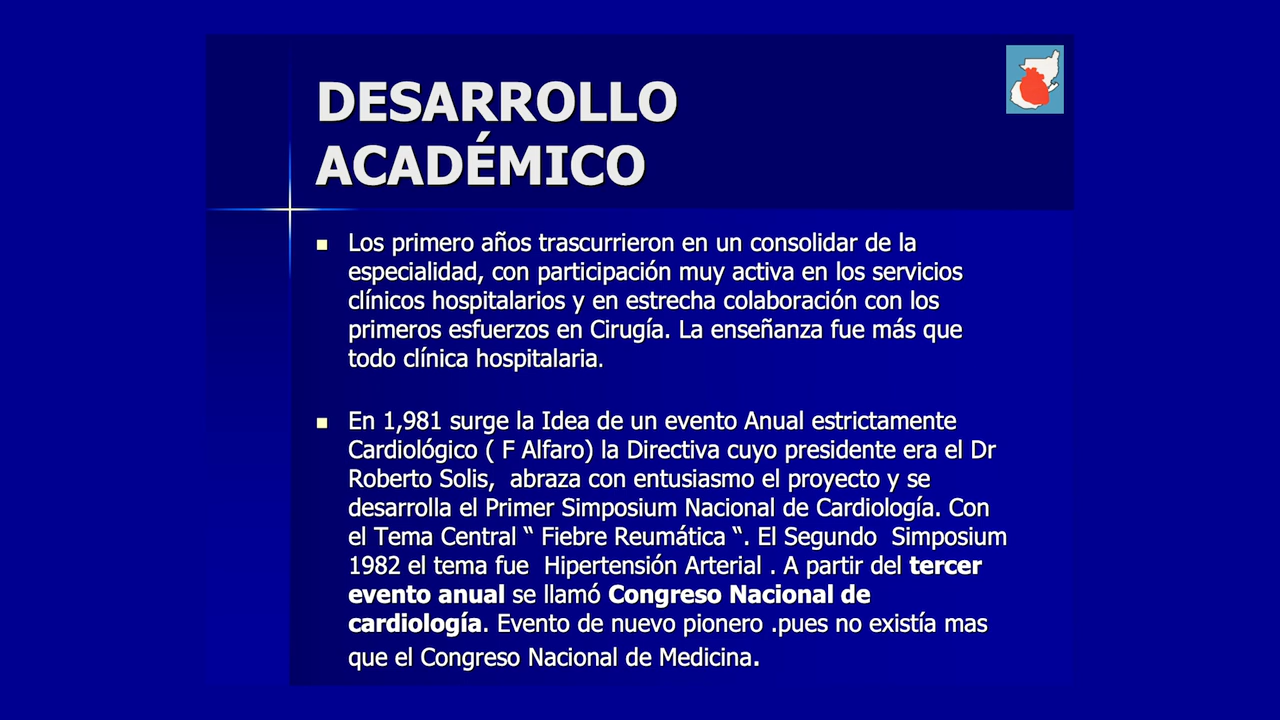 DESARROLLO
ACADÉMICO
Los primero años trascurrieron en un consolidar de la
especialidad, con participación muy activa en los servicios
clínicos hospitalarios y en estrecha colaboración con los
primeros esfuerzos en Cirugía. La enseñanza fue más que
todo clínica hospitalaria.
En 1,981 surge la Idea de un evento Anual estrictamente
Cardiológico ( F Alfaro) la Directiva cuyo presidente era el Dr
Roberto Solis,  abraza con entusiasmo el proyecto y se
desarrolla el Primer Simposium Nacional de Cardiología. Con
el Tema Central “ Fiebre Reumática “. El Segundo  Simposium
1982 el tema fue  Hipertensión Arterial . A partir del tercer
evento anual se llamó Congreso Nacional de
cardiología. Evento de nuevo pionero .pues no existía mas
que el Congreso Nacional de Medicina.